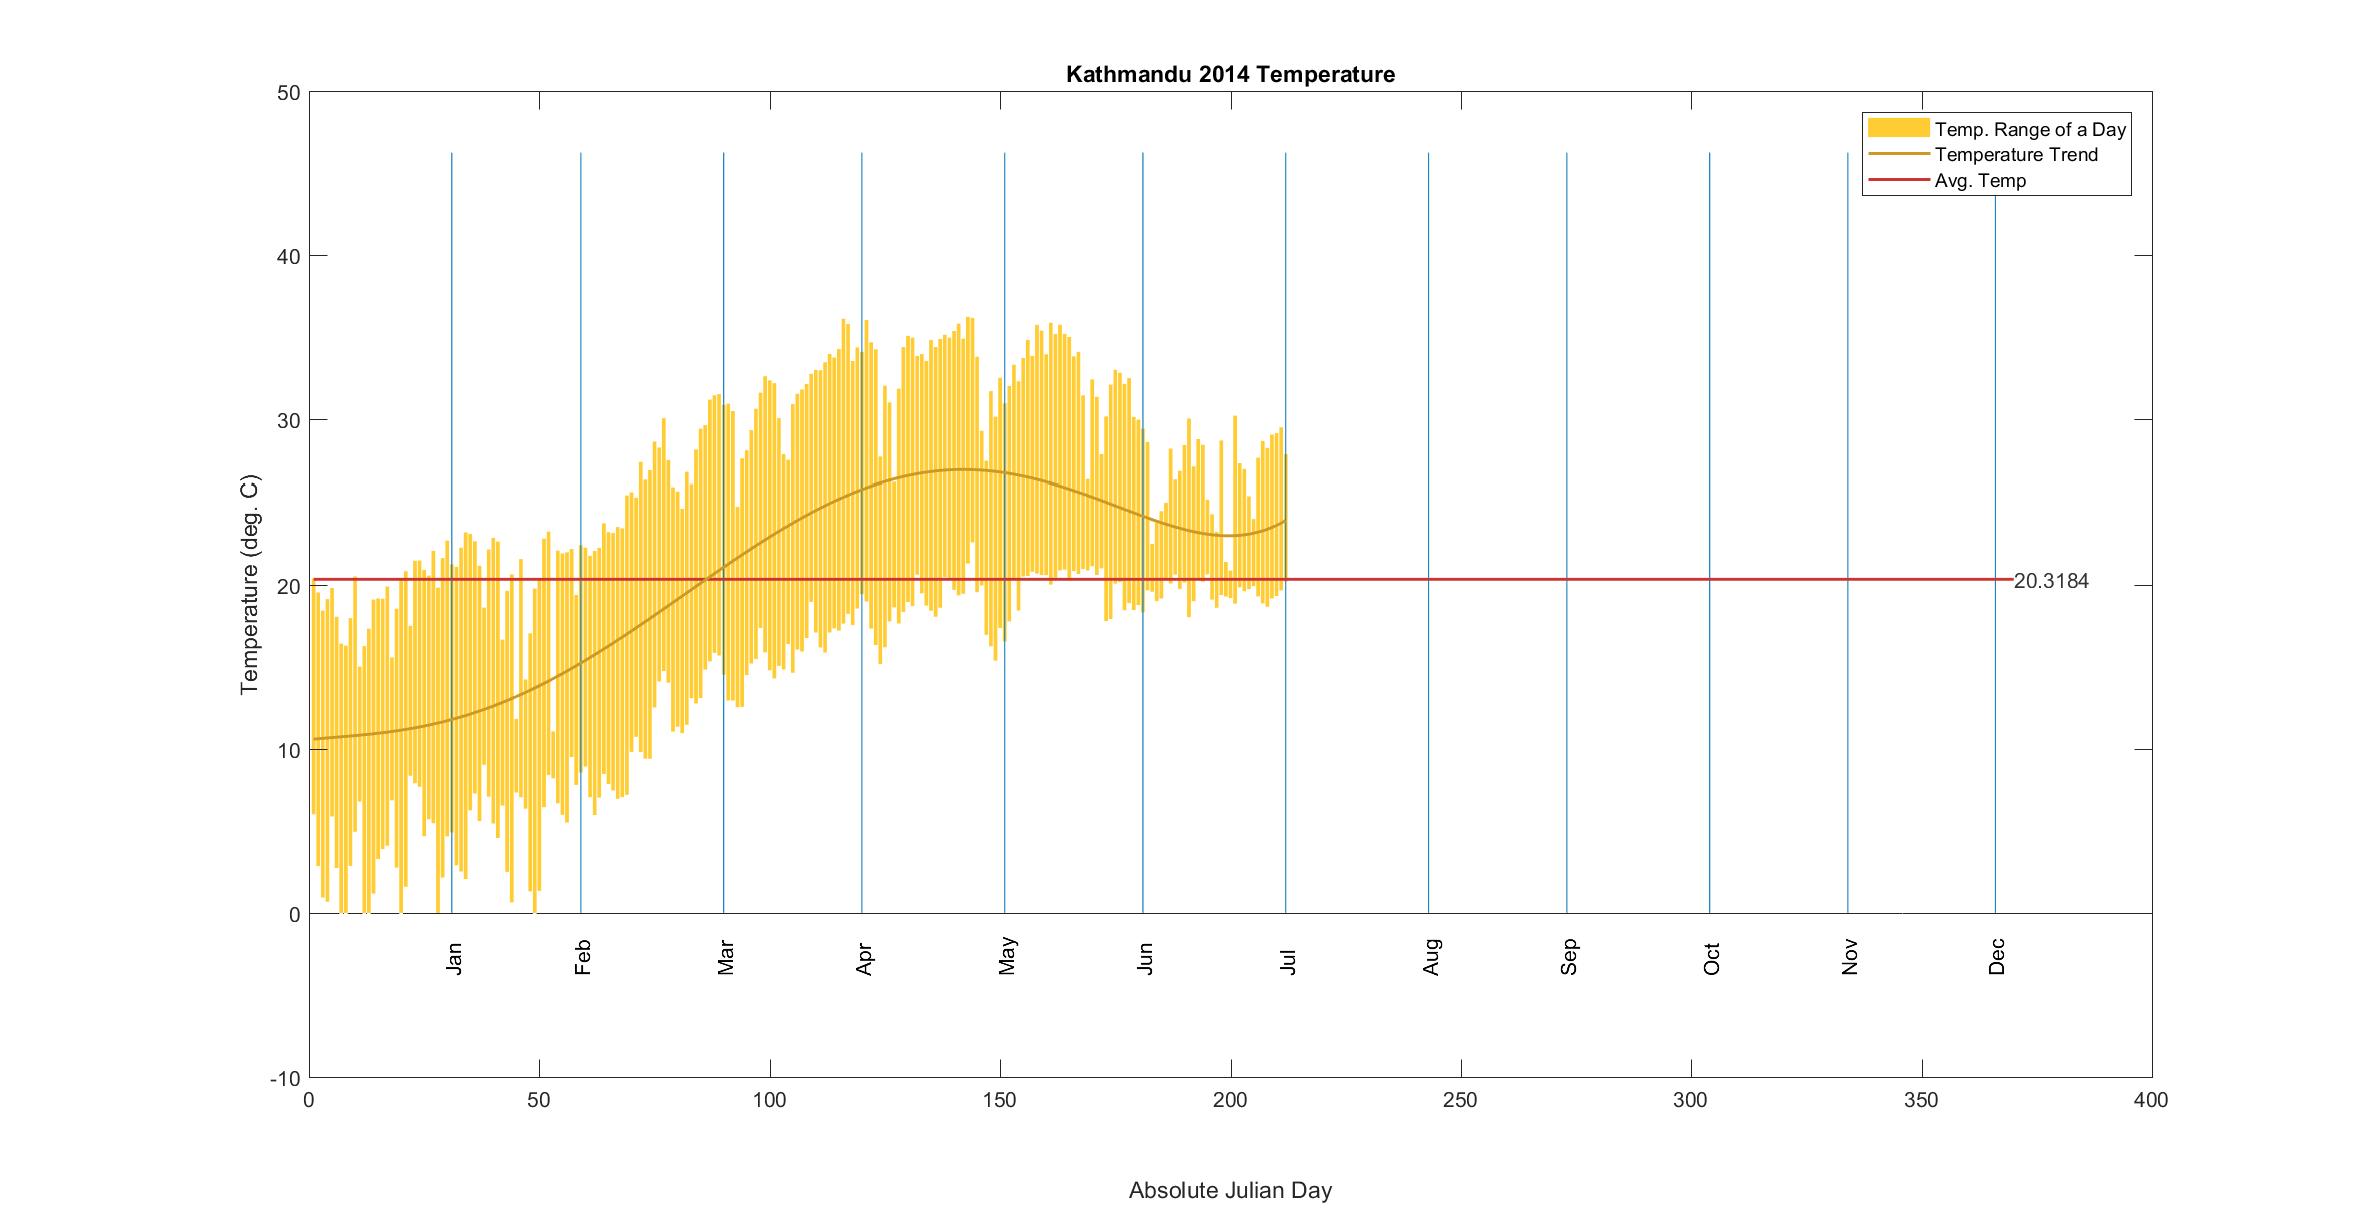 Kathmandu 2014 Temperature
50
40
30
20
10
0
-10
Temperature (deg. C)
Temp. Range of a Day
Temperature Trend
Avg. Temp
20.3184
Jan
Feb
Mar
Apr
May
Jun
Jul
Aug
Sep
Oct
Nov
Dec
0 50 100 150 200 250 300 350 400
Absolute Julian Day